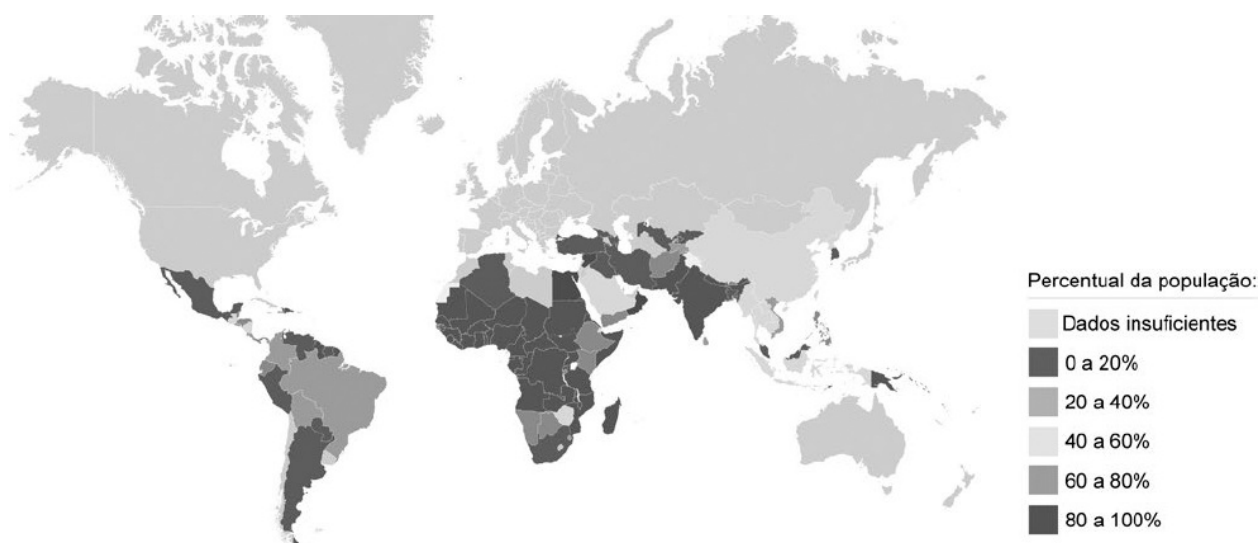 Percentual da população:
Dados insuficientes
0 a 20%
20 a 40%
40 a 60%
60 a 80%
80 a 100%